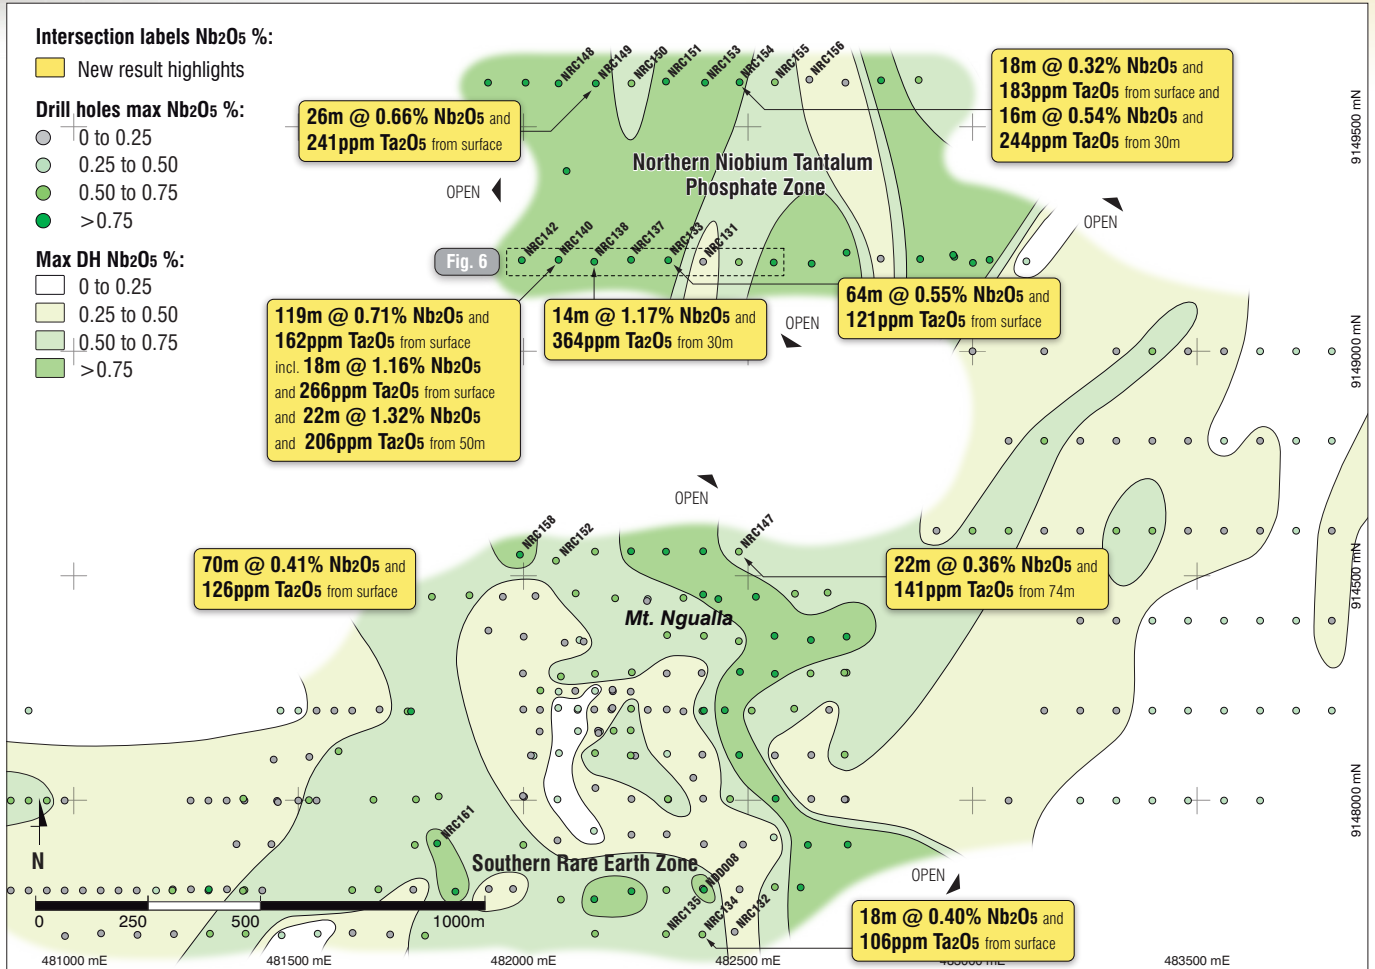 Intersection labels Nb2O5 %:
New result highlights
Drill holes max Nb2O5 %:
0 to 0.25
0.25 to 0.50
0.50 to 0.75
>0.75
Max DH Nb2O5 %:
0 to 0.25
0.25 to 0.50
0.50 to 0.75
>0.75
NRC148
NRC149
NRC150
NRC151
NRC153
NRC154
NRC155
NRC156
26m @ 0.66% Nb2O5 and
241ppm Ta2O5 from surface
18m @ 0.32% Nb2O5 and
183ppm Ta2O5 from surface and
16m @ 0.54% Nb2O5 and
244ppm Ta2O5 from 30m
9149500 mN
Northern Niobium Tantalum
Phosphate Zone
OPEN
OPEN
Fig. 6
NRC142
NRC140
NRC138
NRC137
NRC133
NRC131
119m @ 0.71% Nb2O5 and
162ppm Ta2O5 from surface
incl. 18m @ 1.16% Nb2O5
and 266ppm Ta2O5 from surface
and 22m @ 1.32% Nb2O5
and 206ppm Ta2O5 from 50m
14m @ 1.17% Nb2O5 and
364ppm Ta2O5 from 30m
OPEN
64m @ 0.55% Nb2O5 and
121ppm Ta2O5 from surface
9149000 mN
OPEN
NRC158
NRC152
NRC147
70m @ 0.41% Nb2O5 and
126ppm Ta2O5 from surface
22m @ 0.36% Nb2O5 and
141ppm Ta2O5 from 74m
914500 mN
Mt. Ngualla
9148000 mN
NRC161
Southern Rare Earth Zone
NDD008
NRC135
NRC134
NRC132
OPEN
18m @ 0.40% Nb2O5 and
106ppm Ta2O5 from surface
N
0
250
500
1000m
481000 mE
481500 mE
482000 mE
482500 mE
483000 mE
483500 mE